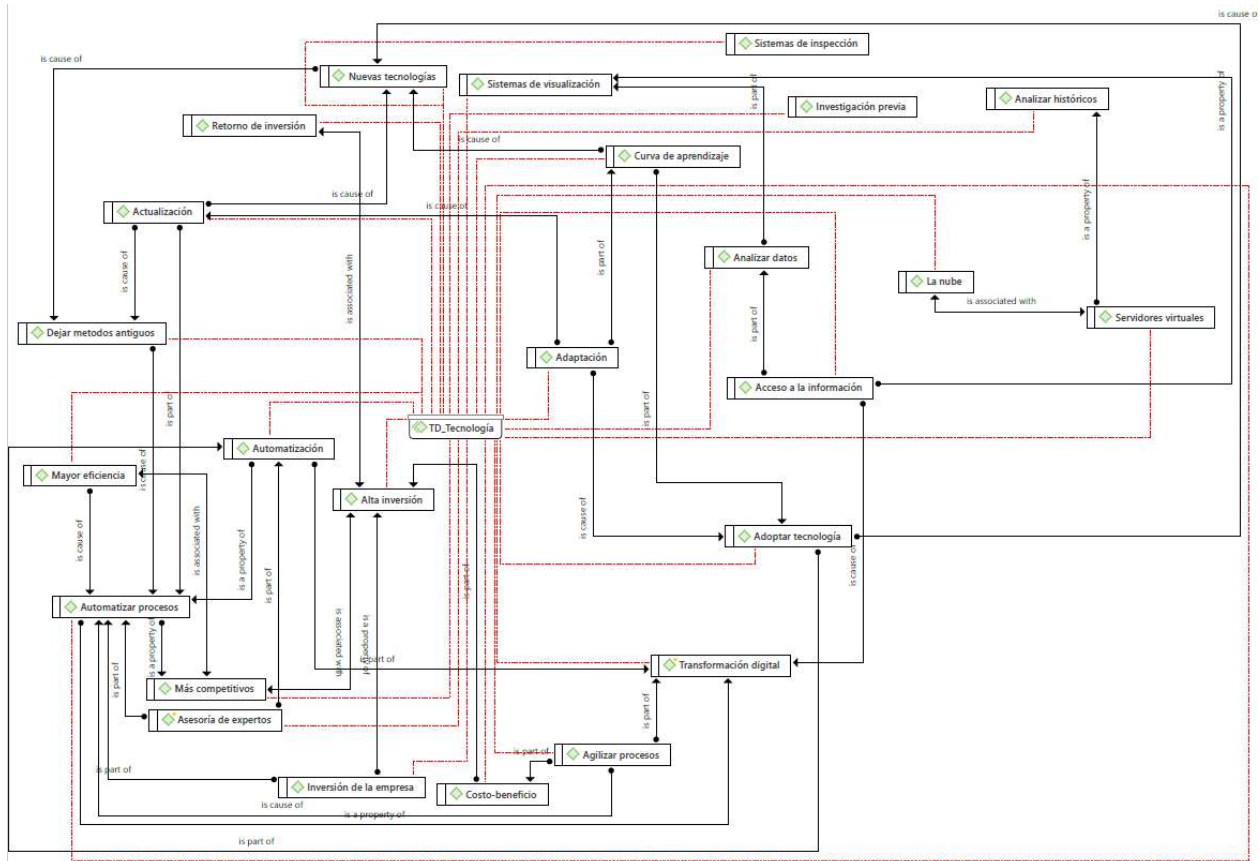 is cause o
Sistemas de inspección
is cause of
Nuevas tecnologías
Sistemas de visualización
is part of
Investigación previa
Analizar históricos
is a property of
Retorno de inversión
is cause of
Curva de aprendizaje
is cause of
Actualización
is cause of
is a property of
is cause of
is associated with
is part of
Analizar datos
La nube
is associated with
Servidores virtuales
Dejar metodos antiguos
is part of
Adaptación
Acceso a la información
is part of
is part of
TD_Tecnología
Automatización
Mayor eficiencia
is cause of
Alta inversión
is cause of
is associated with
is a property of
is part of
is cause of
Adoptar tecnología
is cause of
is part of
Automatizar procesos
is part of
is a property of
is associated with
is a property of
is part of
Transformación digital
Más competitivos
Asesoría de expertos
is part of
is part of
Agilizar procesos
is part of
Inversión de la empresa
Costo-beneficio
is cause of
is a property of
is part of